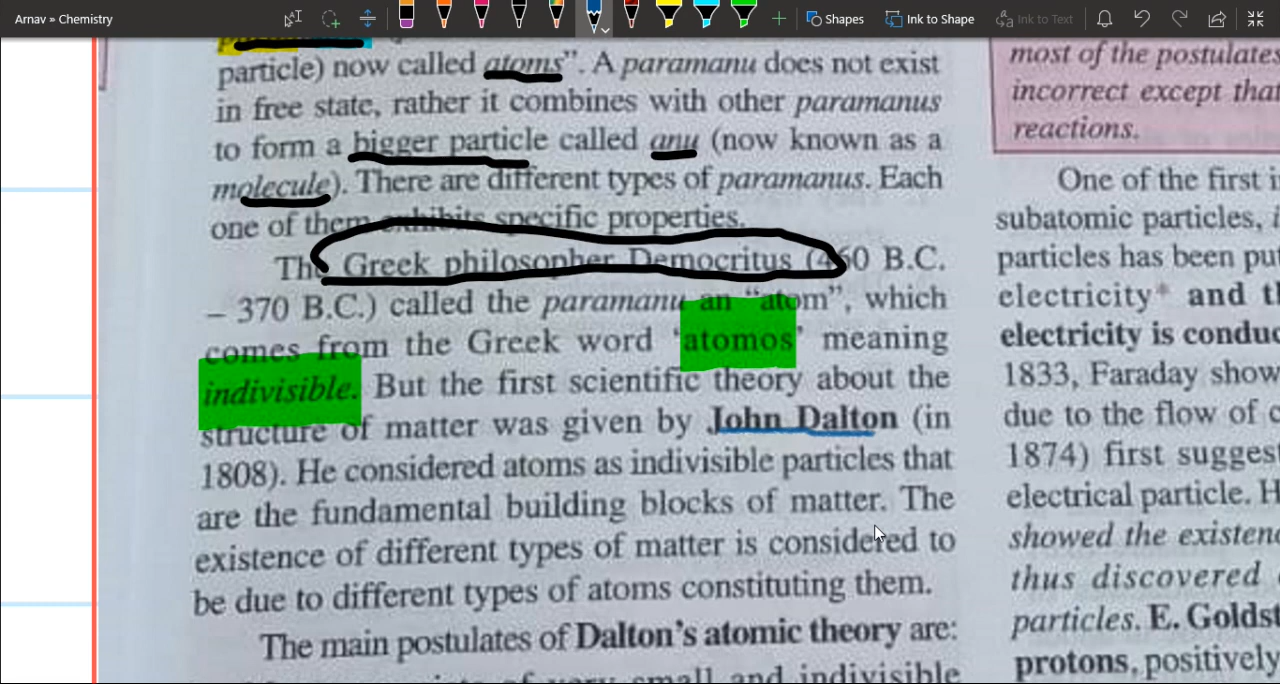 Arnav » Chemistry
Shapes
Ink to Shape
Ink to Text
particle) now called atoms". A paramanu does not exist
in free state, rather it combines with other paramanus
to form a bigger particle called anu (now known as a
molecule). There are different types of paramanus. Each
one of them exhibits specific properties.
The Greek philosopher Democritus (460 B.C.
– 370 B.C.) called the paramanu an "atom", which
comes from the Greek word 'atomos' meaning
indivisible. But the first scientific theory about the
structure of matter was given by John Dalton (in
1808). He considered atoms as indivisible particles that
are the fundamental building blocks of matter. The
existence of different types of matter is considered to
be due to different types of atoms constituting them.
The main postulates of Dalton's atomic theory are:
small and indivisible
most of the postulates
incorrect except that
reactions.
One of the first
subatomic particles,
particles has been
electricity* and
electricity is
1833, Faraday
due to the flow of
1874) first
electrical particle.
showed the
thus discovered
particles. E.
protons, positively